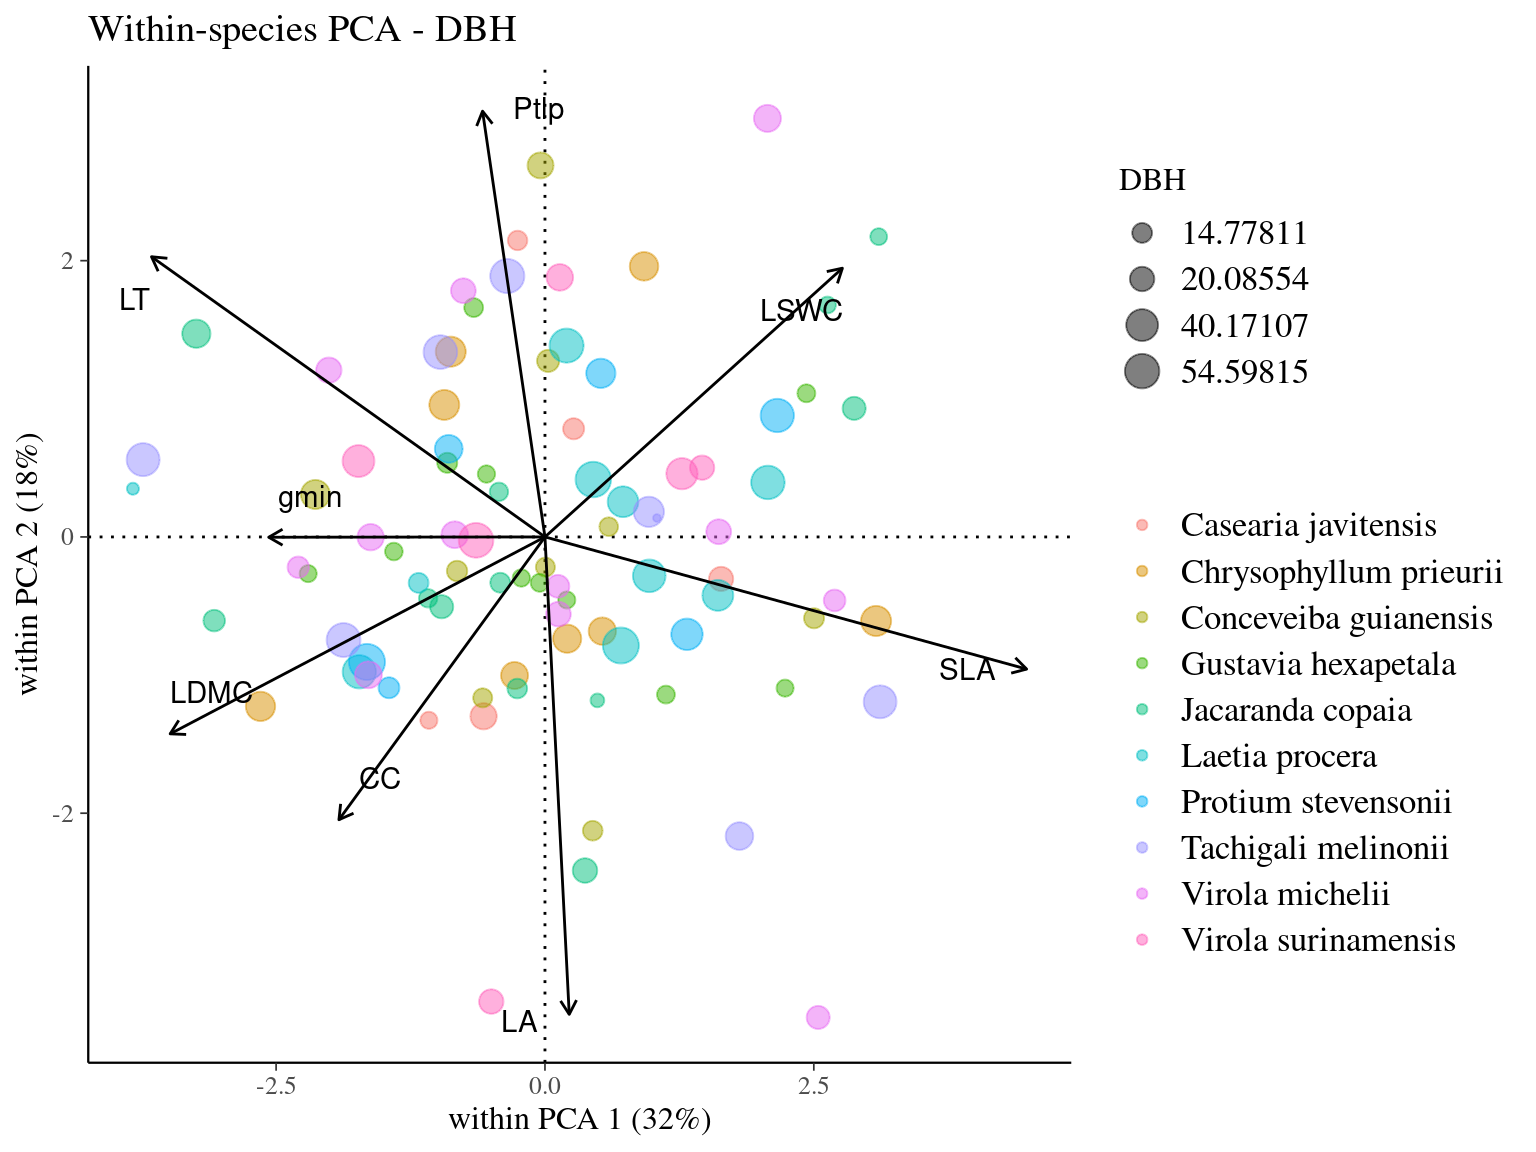 Within-species PCA - DBH
Ptlp
LT
LSWC
gmin
SLA
LDMC
CC
LA
2
0
-2
-2.5
0.0
2.5
within PCA 1 (32%)
within PCA 2 (18%)
DBH
14.77811
20.08554
40.17107
54.59815
Casearia javitensis
Chrysophyllum prieurii
Conceveiba guianensis
Gustavia hexapetala
Jacaranda copaia
Laetia procera
Protium stevensonii
Tachigali melinonii
Virola michelii
Virola surinamensis